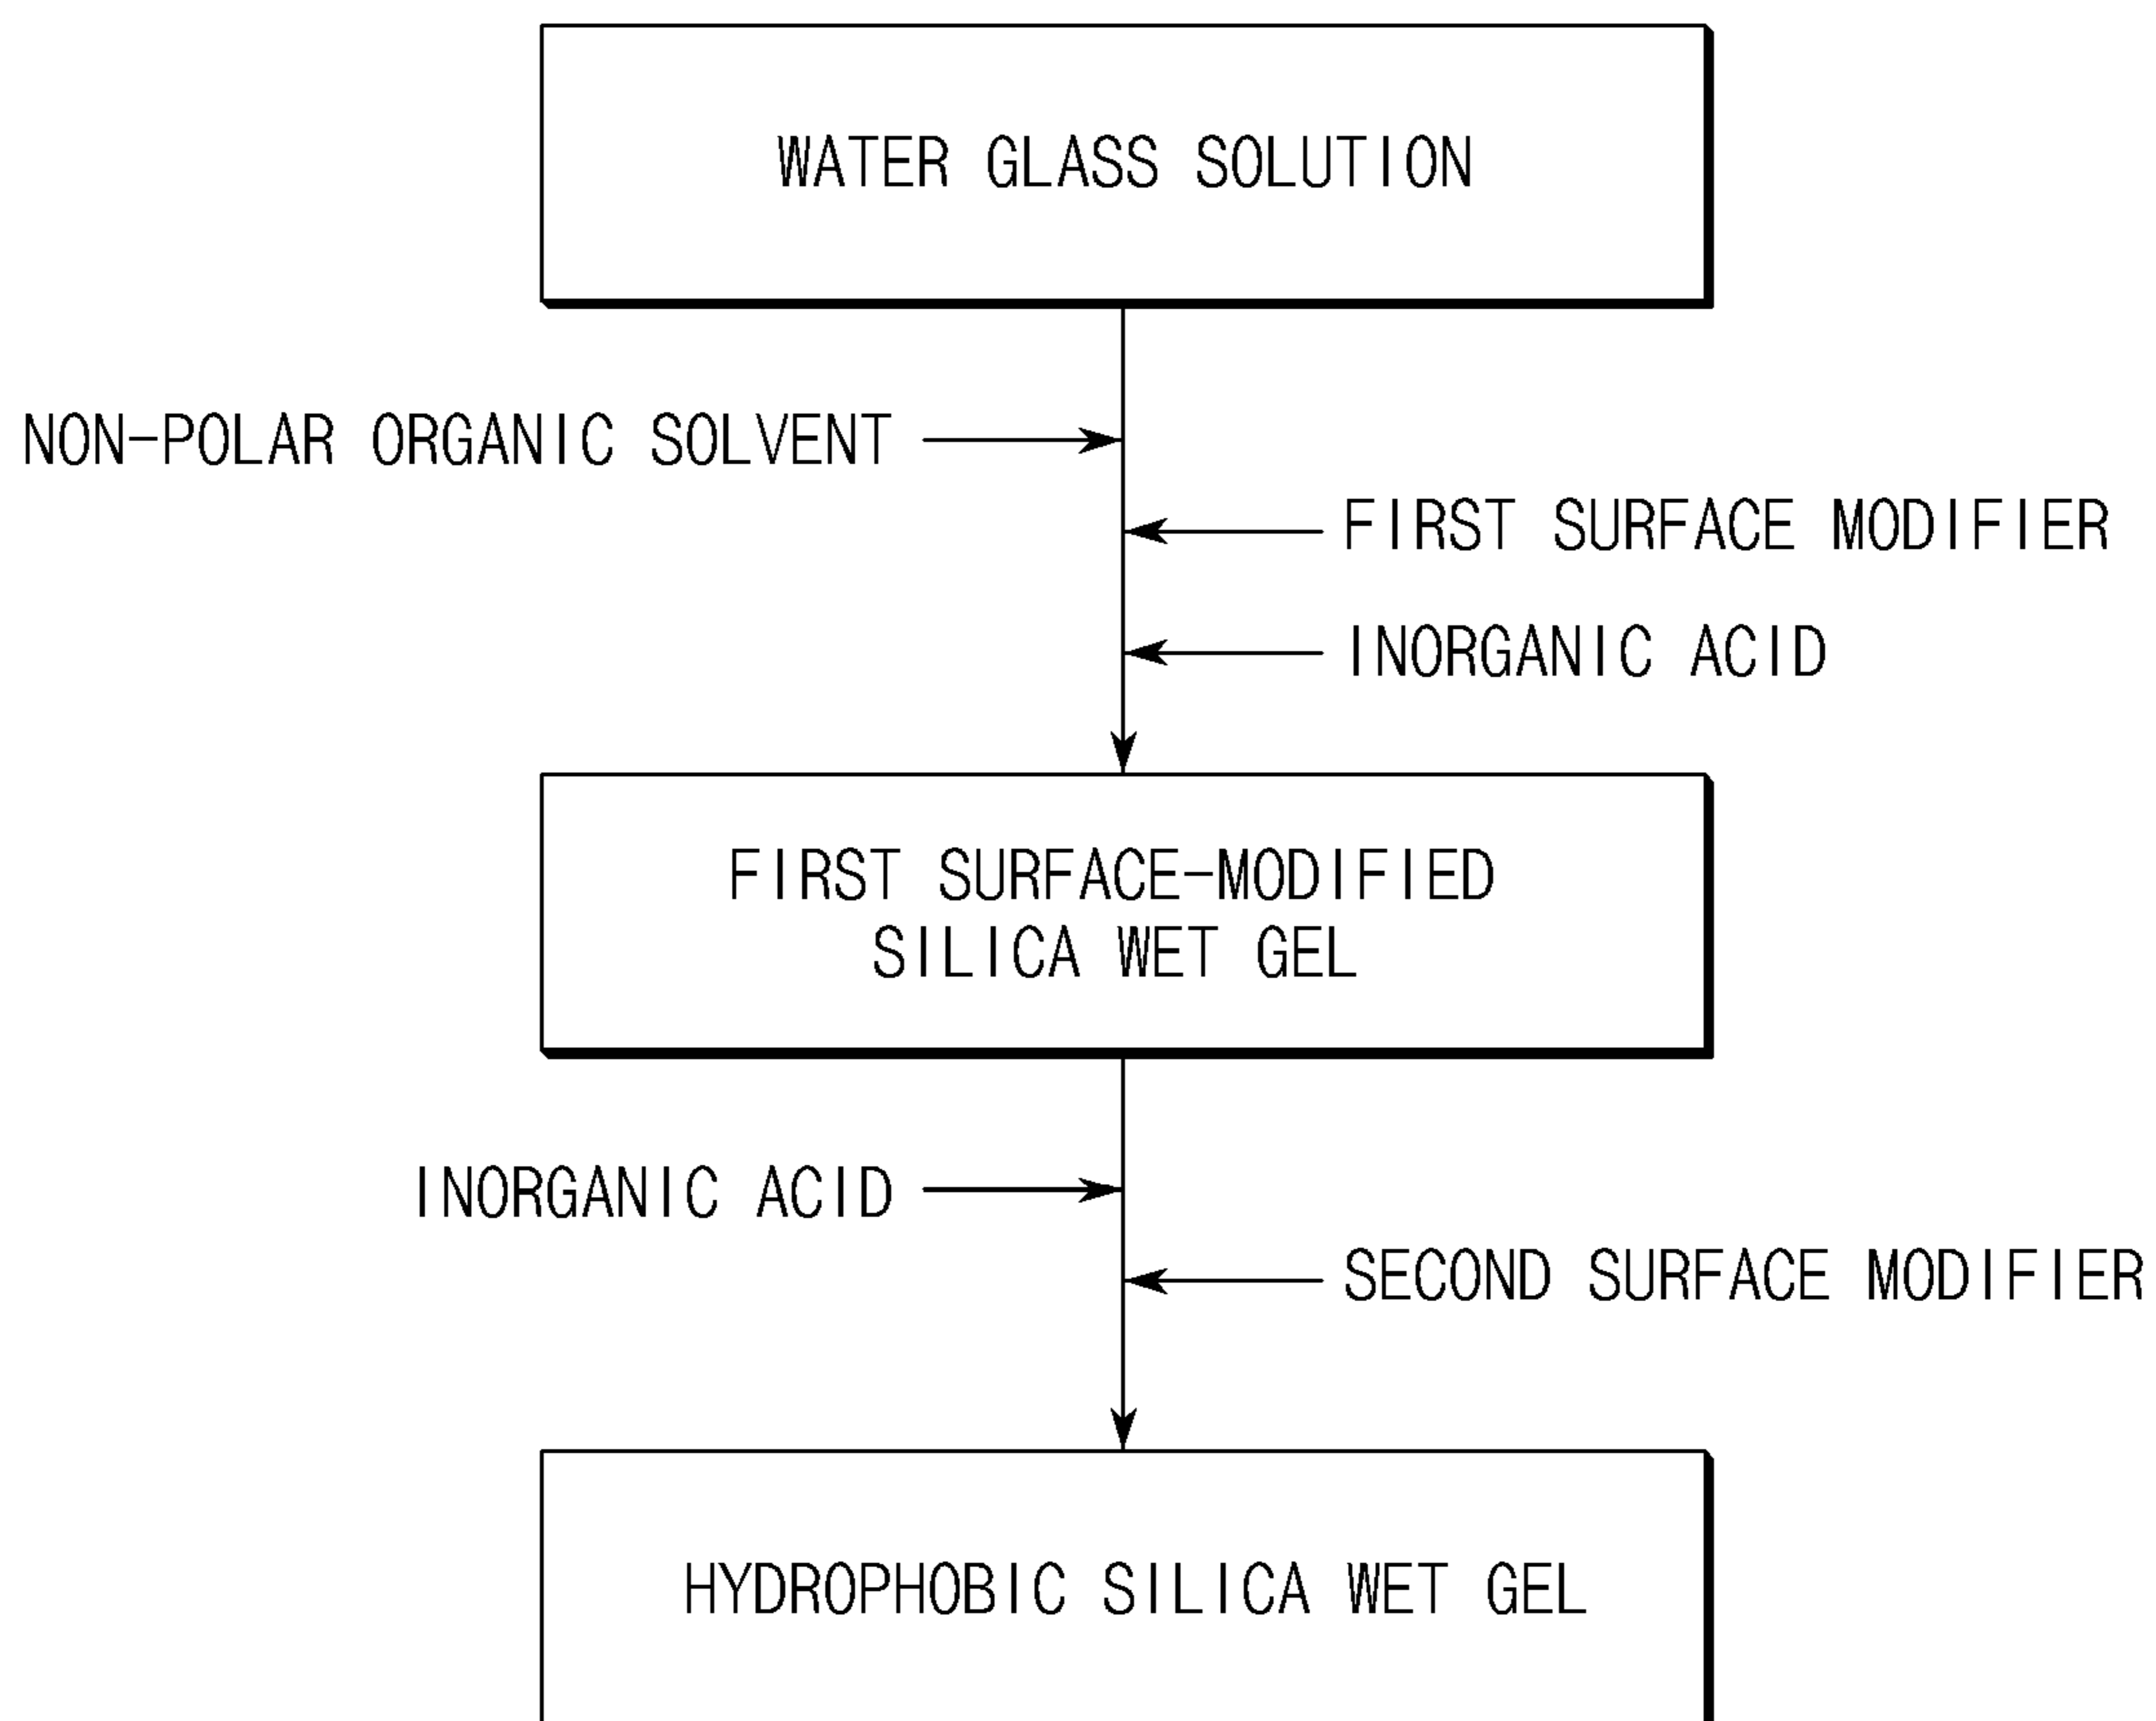 WATER GLASS SOLUTION
NON-POLAR ORGANIC SOLVENT
FIRST SURFACE MODIFIER
INORGANIC ACID
FIRST SURFACE-MODIFIED
SILICA WET GEL
INORGANIC ACID
SECOND SURFACE MODIFIER
HYDROPHOBIC SILICA WET GEL